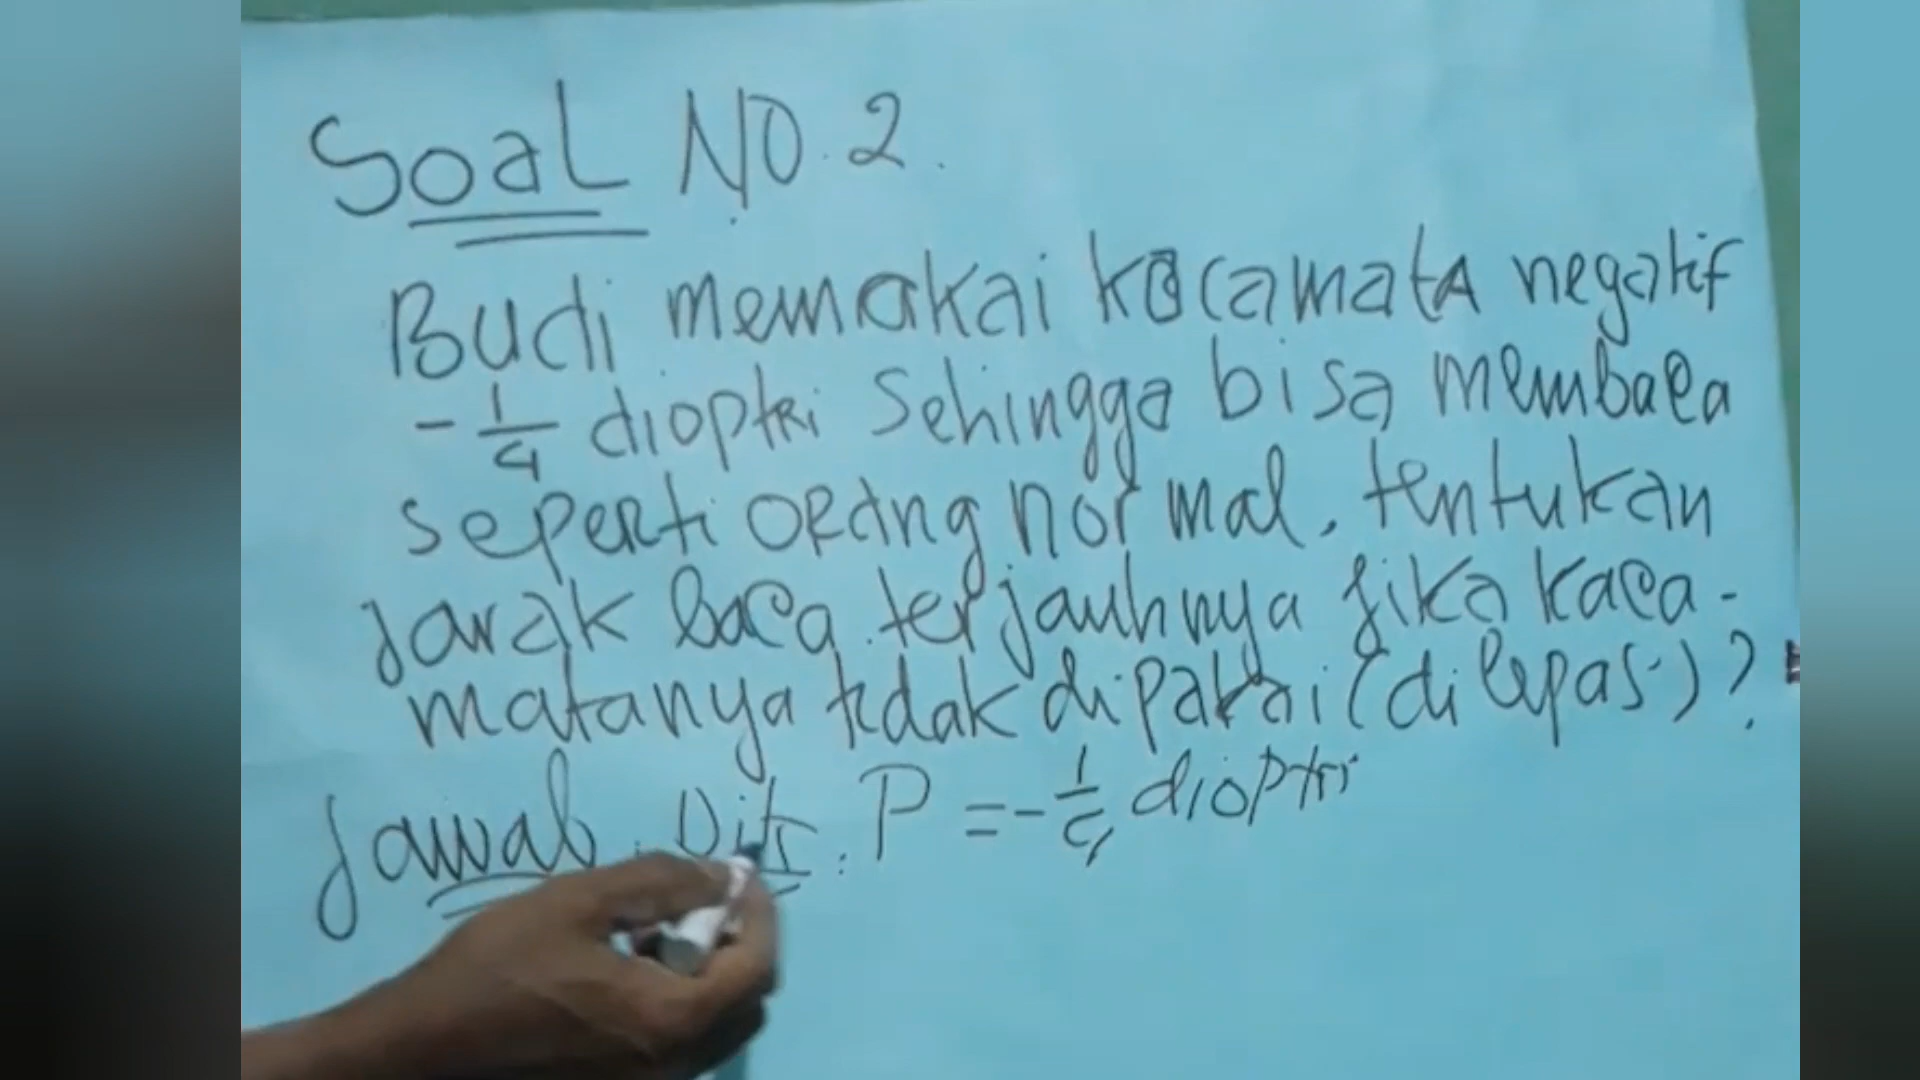 Soal NO. 2.
Budi memakai kacamata negatif
- 1/4 dioptri sehingga bisa membaca
seperti orang normal. tentukan
jarak baca terjauhnya jika kaca-
matanya tidak dipakai (dilepas)?
Jawab. Dik: P = - 1/4 dioptri